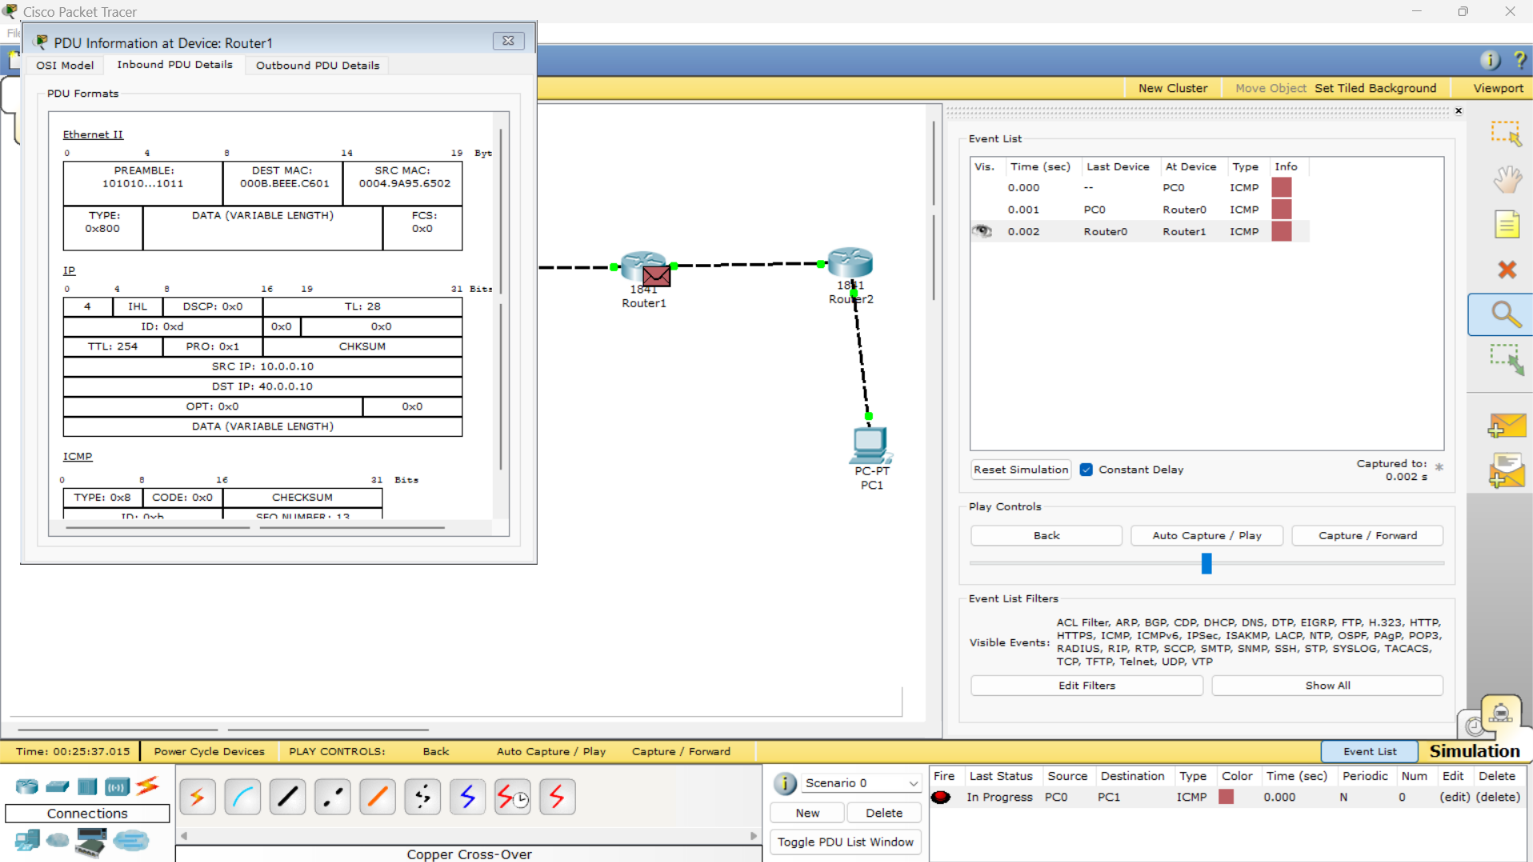 Cisco Packet Tracer
PDU Information at Device: Router1
OSI Model
Inbound PDU Details
Outbound PDU Details
PDU Formats
Ethernet II
0 4 8 14 19 Byt
PREAMBLE: 101010...1011
DEST MAC: 000B.BEEE.C601
SRC MAC: 0004.9A95.6502
TYPE: 0x800
DATA (VARIABLE LENGTH)
FCS: 0x0
IP
0 4 8 16 19 31 Bits
4 IHL DSCP: 0x0 TL: 28
ID: 0xd 0x0 0x0
TTL: 254 PRO: 0x1 CHKSUM
SRC IP: 10.0.0.10
DST IP: 40.0.0.10
OPT: 0x0 0x0
DATA (VARIABLE LENGTH)
ICMP
0 8 16 31 Bits
TYPE: 0x8 CODE: 0x0 CHECKSUM
ID: 0xb SEQ NUMBER: 13
New Cluster
Move Object
Set Tiled Background
Viewport
1841
Router1
1841
Router2
PC-PT
PC1
Event List
Vis. Time (sec) Last Device At Device Type Info
0.000 -- PC0 ICMP
0.001 PC0 Router0 ICMP
0.002 Router0 Router1 ICMP
Reset Simulation
Constant Delay
Captured to: *
0.002 s
Play Controls
Back
Auto Capture / Play
Capture / Forward
Event List Filters
Visible Events:
ACL Filter, ARP, BGP, CDP, DHCP, DNS, DTP, EIGRP, FTP, H.323, HTTP,
HTTPS, ICMP, ICMPv6, IPSec, ISAKMP, LACP, NTP, OSPF, PAgP, POP3,
RADIUS, RIP, RTP, SCCP, SMTP, SNMP, SSH, STP, SYSLOG, TACACS,
TCP, TFTP, Telnet, UDP, VTP
Edit Filters
Show All
Time: 00:25:37.015
Power Cycle Devices
PLAY CONTROLS:
Back
Auto Capture / Play
Capture / Forward
Event List
Simulation
Connections
Copper Cross-Over
Scenario 0
New
Delete
Toggle PDU List Window
Fire Last Status Source Destination Type Color Time (sec) Periodic Num Edit Delete
In Progress PC0 PC1 ICMP 0.000 N 0 (edit) (delete)